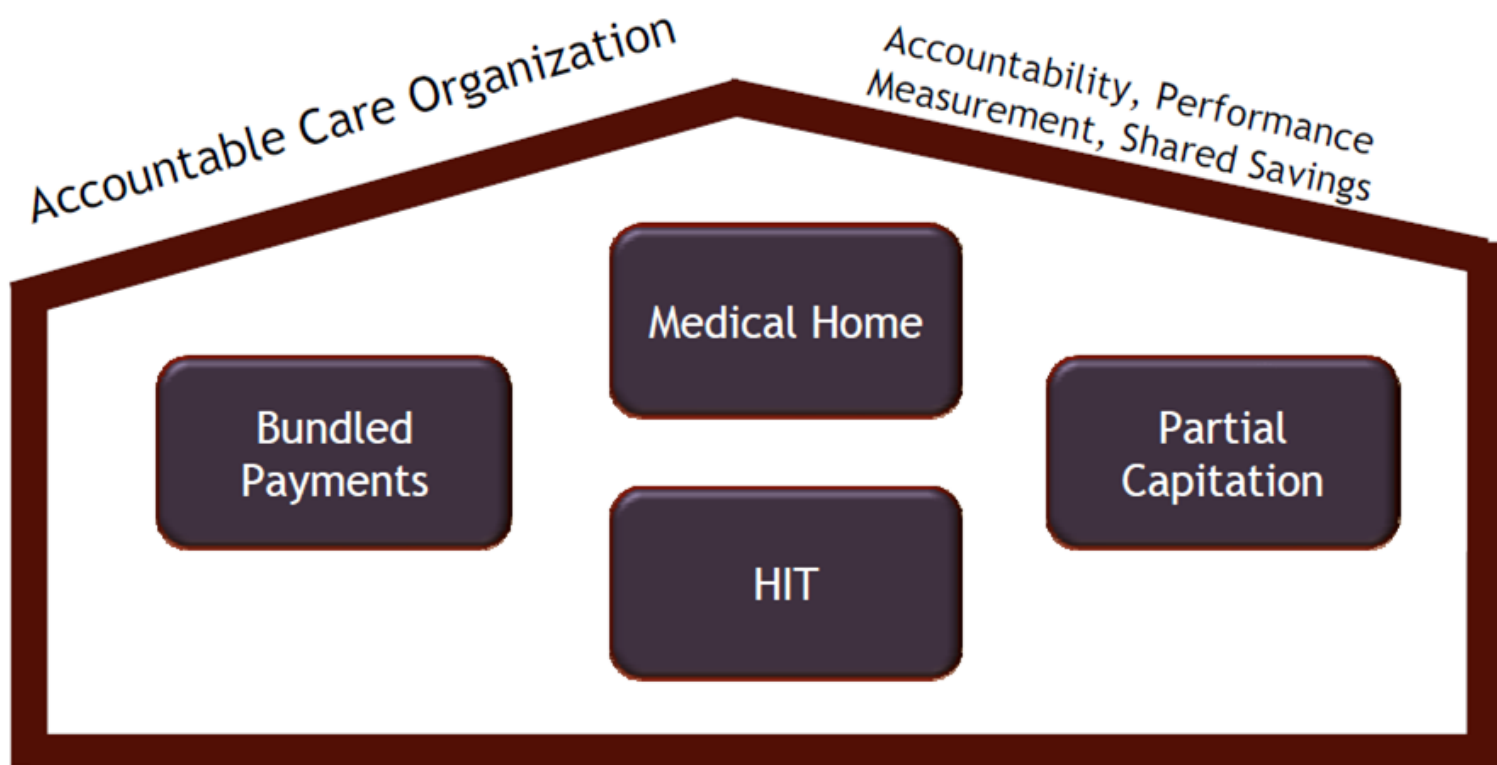 Accountable Care Organization
Accountability, Performance
Measurement, Shared Savings
Medical Home
Bundled
Payments
Partial
Capitation
HIT